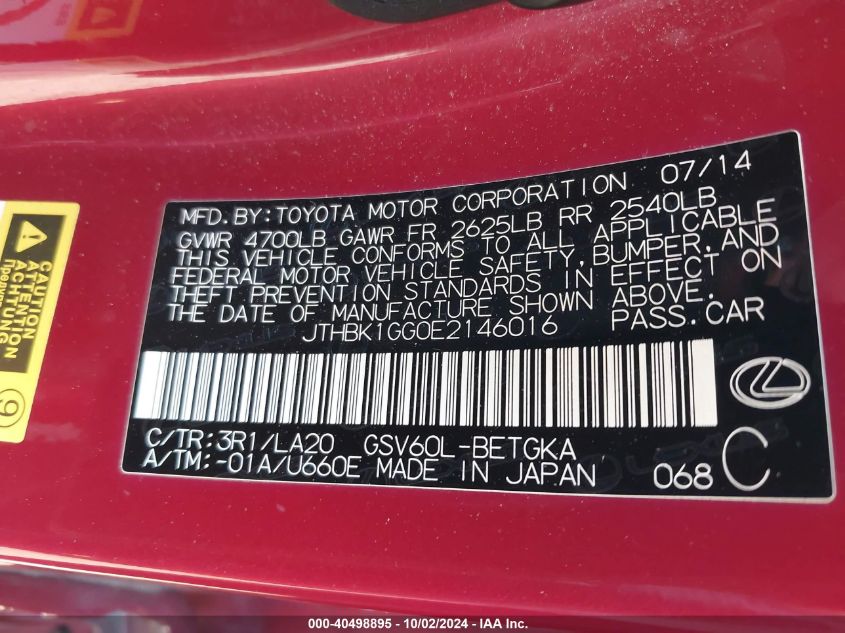 MFD. BY: TOYOTA MOTOR CORPORATION 07/14
GVWR 4700LB GAWR FR 2625LB RR 2540LB
THIS VEHICLE CONFORMS TO ALL APPLICABLE
FEDERAL MOTOR VEHICLE SAFETY, BUMPER, AND
THEFT PREVENTION STANDARDS IN EFFECT ON
THE DATE OF MANUFACTURE SHOWN ABOVE.
JTHBK1GG0E2146016 PASS. CAR
C/TR: 3R1/LA20 GSV60L-BETGKA
A/TM: -01A/U660E MADE IN JAPAN 068 C
CAUTION
ATTENTION
ACHTUNG
9
000-40498895 - 10/02/2024 - IAA Inc.